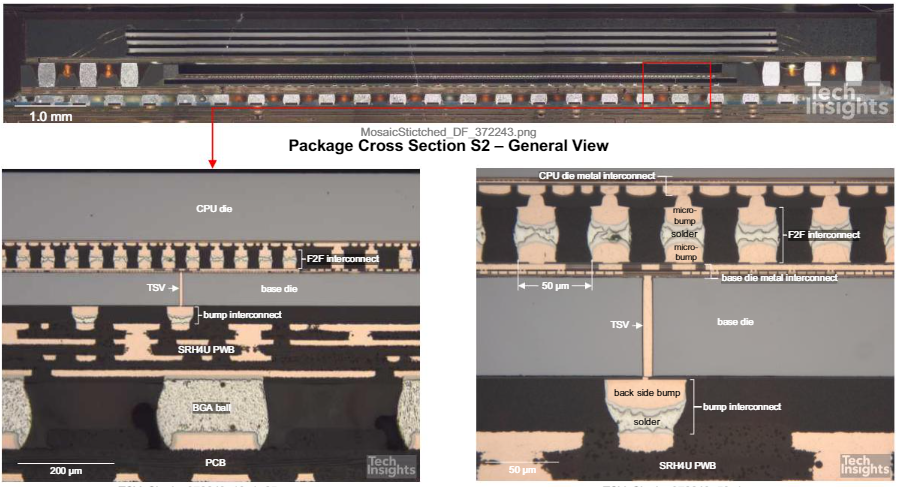 1.0 mm
Tech
Insights
MosaicStictched_DF_372243.png
Package Cross Section S2 – General View
CPU die
F2F interconnect
TSV
base die
bump interconnect
SRH4U PWB
BGA ball
PCB
200 µm
Tech
Insights
CPU die metal interconnect
micro-
bump
solder
micro-
bump
F2F interconnect
base die metal interconnect
50 µm
TSV
base die
back side bump
solder
bump interconnect
50 µm
SRH4U PWB
Tech
Insights